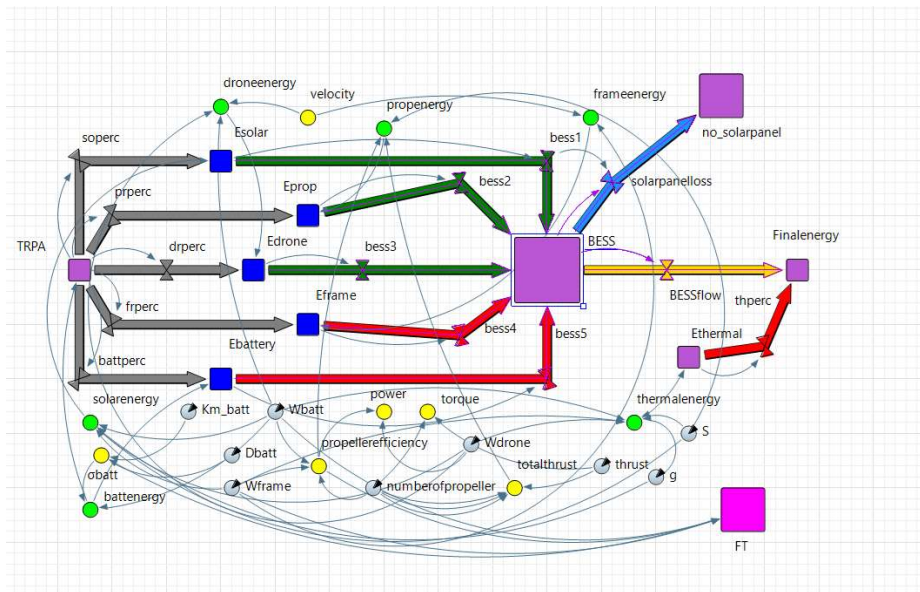 droneenergy
velocity
propenergy
frameenergy
soperc
Esolar
bess1
no_solarpanel
prperc
Eprop
bess2
solarpanelloss
TRPA
drperc
Edrone
bess3
BESS
Finalenergy
frperc
Eframe
bess4
BESSflow
thperc
battperc
Ebattery
bess5
Ethermal
solarenergy
Km_batt
Wbatt
power
torque
thermalenergy
σbatt
Dbatt
propellerefficiency
Wdrone
S
battenergy
Wframe
numberofpropeller
totalthrust
thrust
g
FT